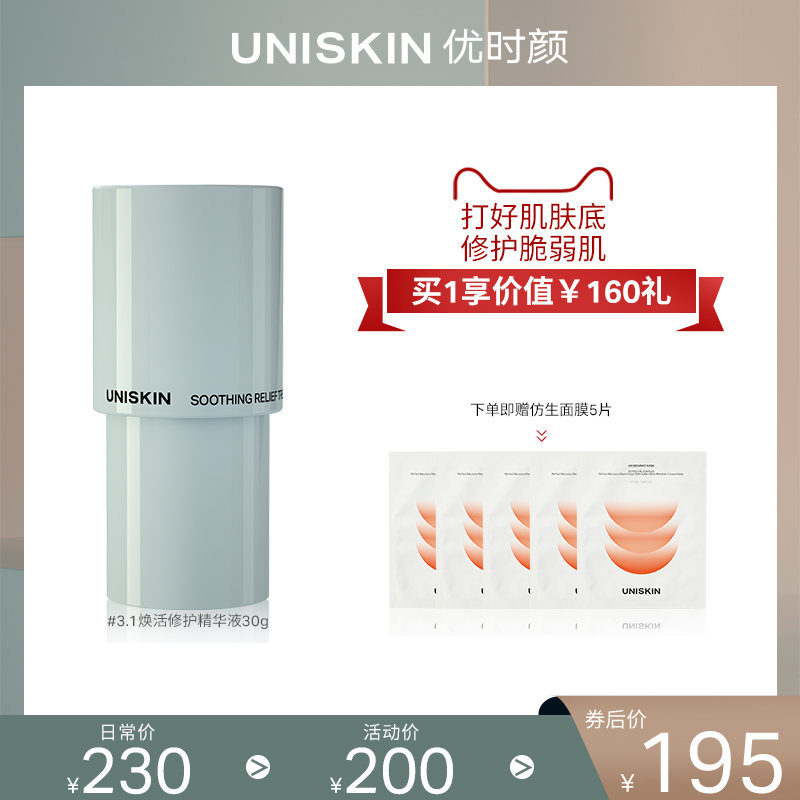 UNISKIN 优时颜
打好肌肤底
修护脆弱肌
买1享价值￥160礼
UNISKIN SOOTHING RELIEF
下单即赠仿生面膜5片
UNISKIN
#3.1焕活修护精华液30g
日常价
¥230
活动价
¥200
券后价
¥195